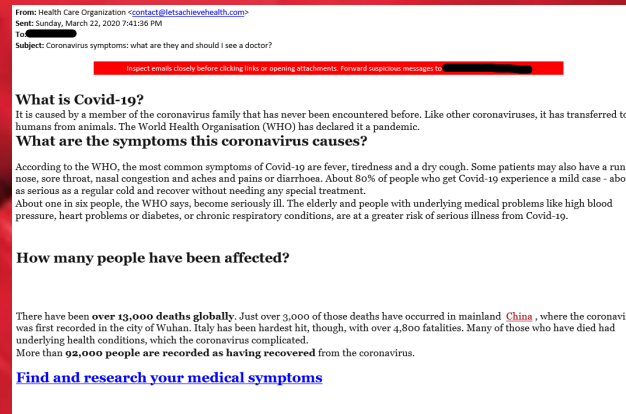 From: Health Care Organization <contact@letsachievehealth.com>
Sent: Sunday, March 22, 2020 7:41:36 PM
To:
Subject: Coronavirus symptoms: what are they and should I see a doctor?
Inspect emails closely before clicking links or opening attachments. Forward suspicious messages to
What is Covid-19?
It is caused by a member of the coronavirus family that has never been encountered before. Like other coronaviruses, it has transferred to
humans from animals. The World Health Organisation (WHO) has declared it a pandemic.
What are the symptoms this coronavirus causes?
According to the WHO, the most common symptoms of Covid-19 are fever, tiredness and a dry cough. Some patients may also have a run
nose, sore throat, nasal congestion and aches and pains or diarrhoea. About 80% of people who get Covid-19 experience a mild case - abo
as serious as a regular cold and recover without needing any special treatment.
About one in six people, the WHO says, become seriously ill. The elderly and people with underlying medical problems like high blood
pressure, heart problems or diabetes, or chronic respiratory conditions, are at a greater risk of serious illness from Covid-19.
How many people have been affected?
There have been over 13,000 deaths globally. Just over 3,000 of those deaths have occurred in mainland China , where the coronavi
was first recorded in the city of Wuhan. Italy has been hardest hit, though, with over 4,800 fatalities. Many of those who have died had
underlying health conditions, which the coronavirus complicated.
More than 92,000 people are recorded as having recovered from the coronavirus.
Find and research your medical symptoms